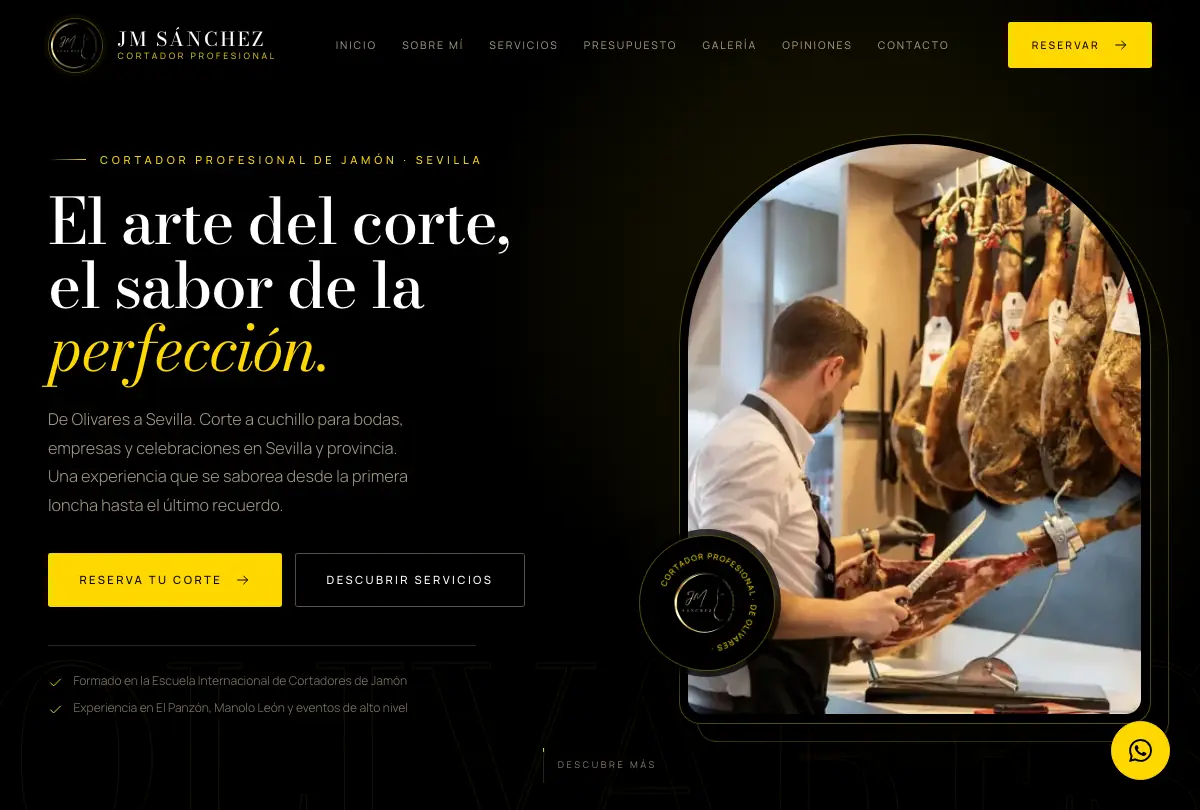 JM SÁNCHEZ
CORTADOR PROFESIONAL
INICIO
SOBRE MÍ
SERVICIOS
PRESUPUESTO
GALERÍA
OPINIONES
CONTACTO
RESERVAR
CORTADOR PROFESIONAL DE JAMÓN · SEVILLA
El arte del corte,
el sabor de la
perfección.
De Olivares a Sevilla. Corte a cuchillo para bodas,
empresas y celebraciones en Sevilla y provincia.
Una experiencia que se saborea desde la primera
loncha hasta el último recuerdo.
RESERVA TU CORTE
DESCUBRIR SERVICIOS
Formado en la Escuela Internacional de Cortadores de Jamón
Experiencia en El Panzón, Manolo León y eventos de alto nivel
CORTADOR PROFESIONAL · DE OLIVARES ·
JM
SÁNCHEZ
DESCUBRE MÁS
OLIVARES